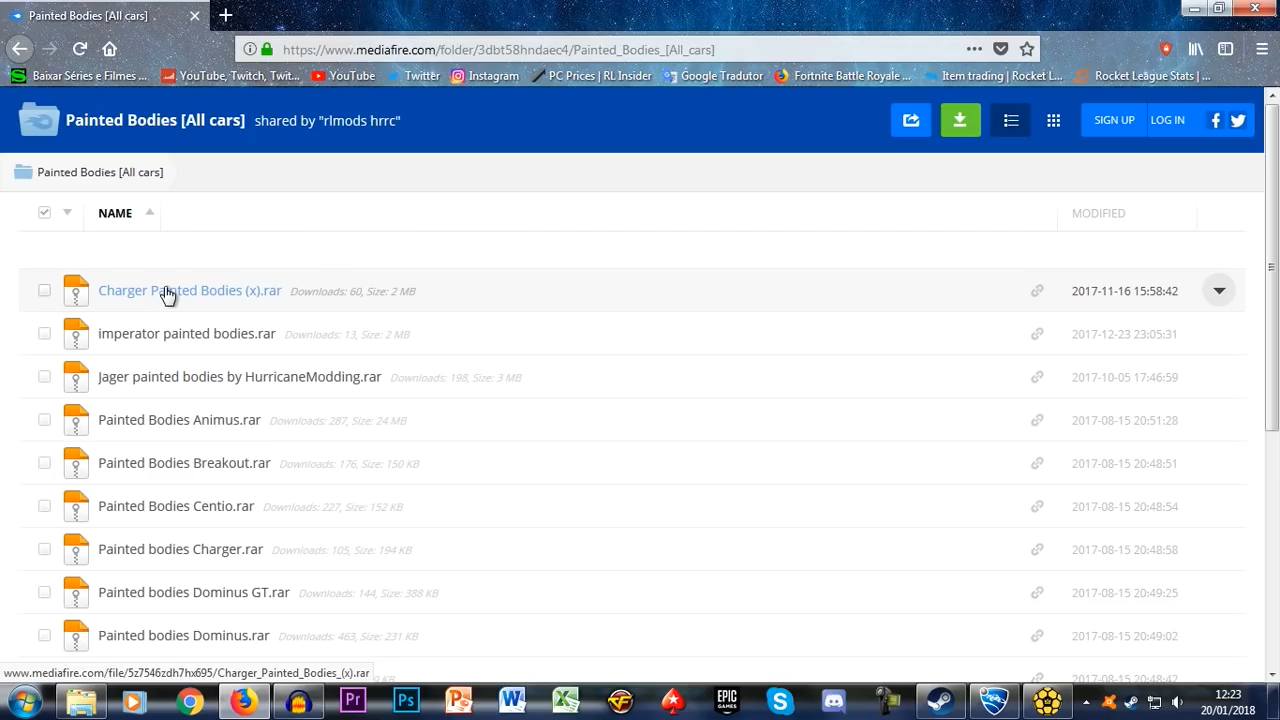 Painted Bodies [All cars]
https://www.mediafire.com/folder/3dbt58hndaec4/Painted_Bodies_[All_cars]
Baixar Séries e Filmes ... YouTube, Twitch, Twit... YouTube Twitter Instagram PC Prices | RL Insider Google Tradutor Fortnite Battle Royale ... Item trading | Rocket L... Rocket League Stats | ...
Painted Bodies [All cars] shared by "rlmods hrrc" SIGN UP LOG IN
Painted Bodies [All cars]
NAME MODIFIED
Charger Painted Bodies (x).rar Downloads: 60, Size: 2 MB 2017-11-16 15:58:42
imperator painted bodies.rar Downloads: 13, Size: 2 MB 2017-12-23 23:05:31
Jager painted bodies by HurricaneModding.rar Downloads: 198, Size: 3 MB 2017-10-05 17:46:59
Painted Bodies Animus.rar Downloads: 287, Size: 24 MB 2017-08-15 20:51:28
Painted Bodies Breakout.rar Downloads: 176, Size: 150 KB 2017-08-15 20:48:51
Painted Bodies Centio.rar Downloads: 227, Size: 152 KB 2017-08-15 20:48:54
Painted bodies Charger.rar Downloads: 105, Size: 194 KB 2017-08-15 20:48:58
Painted bodies Dominus GT.rar Downloads: 144, Size: 388 KB 2017-08-15 20:49:25
Painted bodies Dominus.rar Downloads: 463, Size: 231 KB 2017-08-15 20:49:02
www.mediafire.com/file/5z7546zdh7hx695/Charger_Painted_Bodies_(x).rar
Pr Ps EPIC GAMES
12:23
20/01/2018